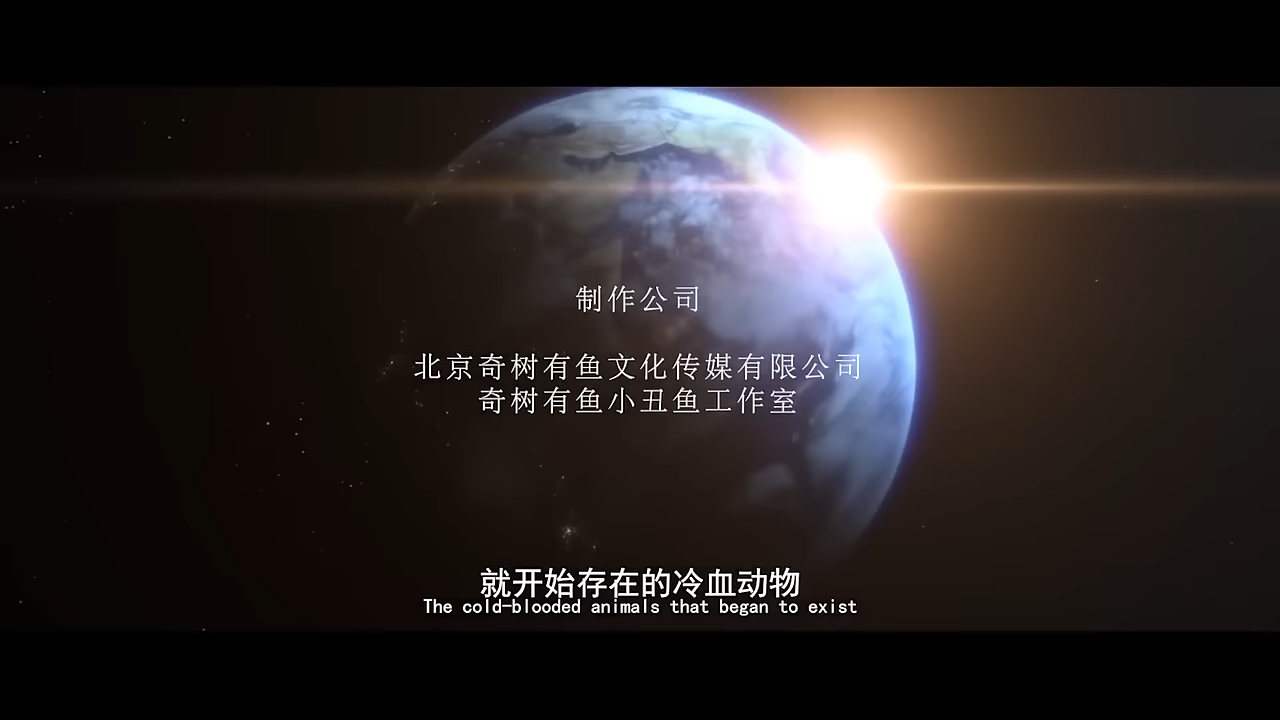 制作公司
北京奇树有鱼文化传媒有限公司
奇树有鱼小丑鱼工作室
就开始存在的冷血动物
The cold-blooded animals that began to exist